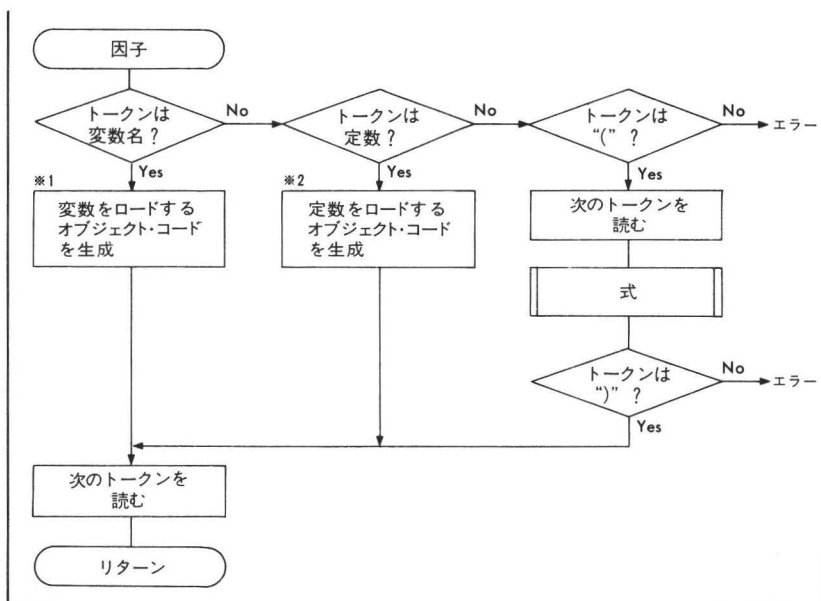 因子
トークンは
変数名？
No
トークンは
定数？
No
トークンは
“(” ？
No
エラー
Yes
Yes
Yes
※1
変数をロードする
オブジェクト・コード
を生成
※2
定数をロードする
オブジェクト・コード
を生成
次のトークンを
読む
式
トークンは
“)” ？
No
エラー
Yes
次のトークンを
読む
リターン